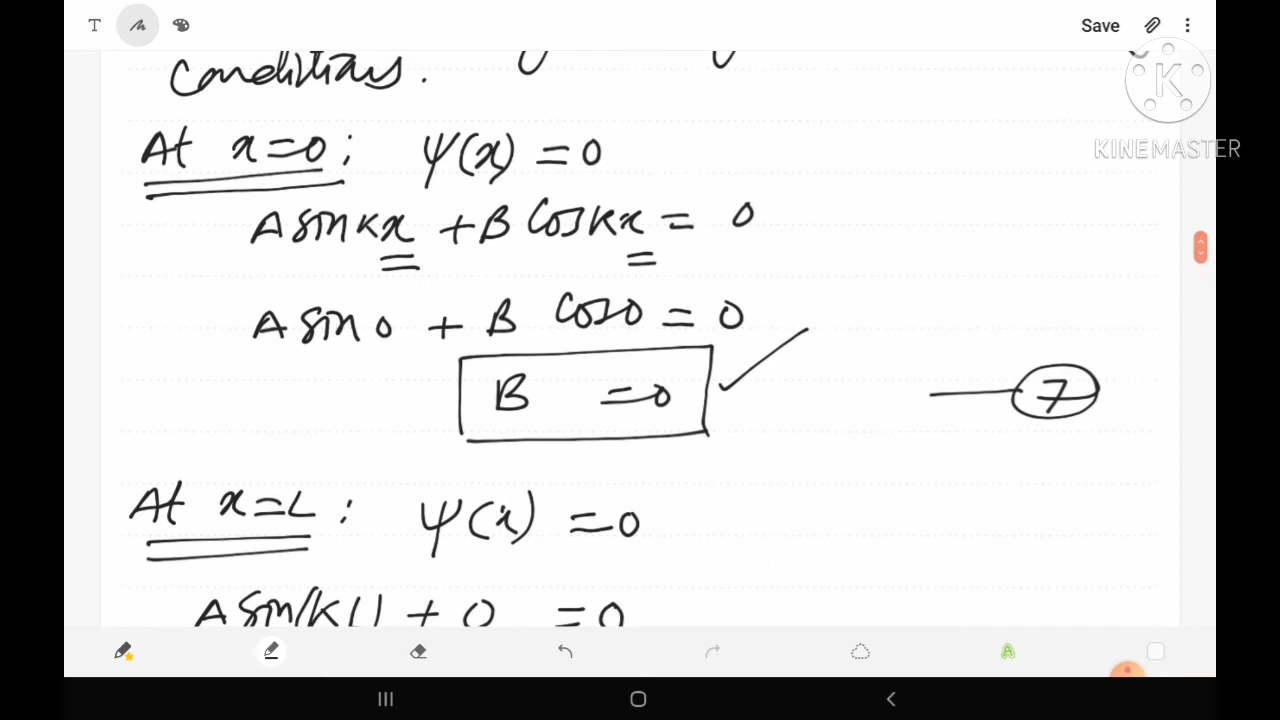 T
Save
K
KINEMASTER
Conditions.
At x=0; ψ(x) = 0
A sin kx + B Cos kx = 0
A sin 0 + B Cos 0 = 0
B = 0
7
At x=L : ψ(x) = 0
A sin(kL) + 0 = 0
A